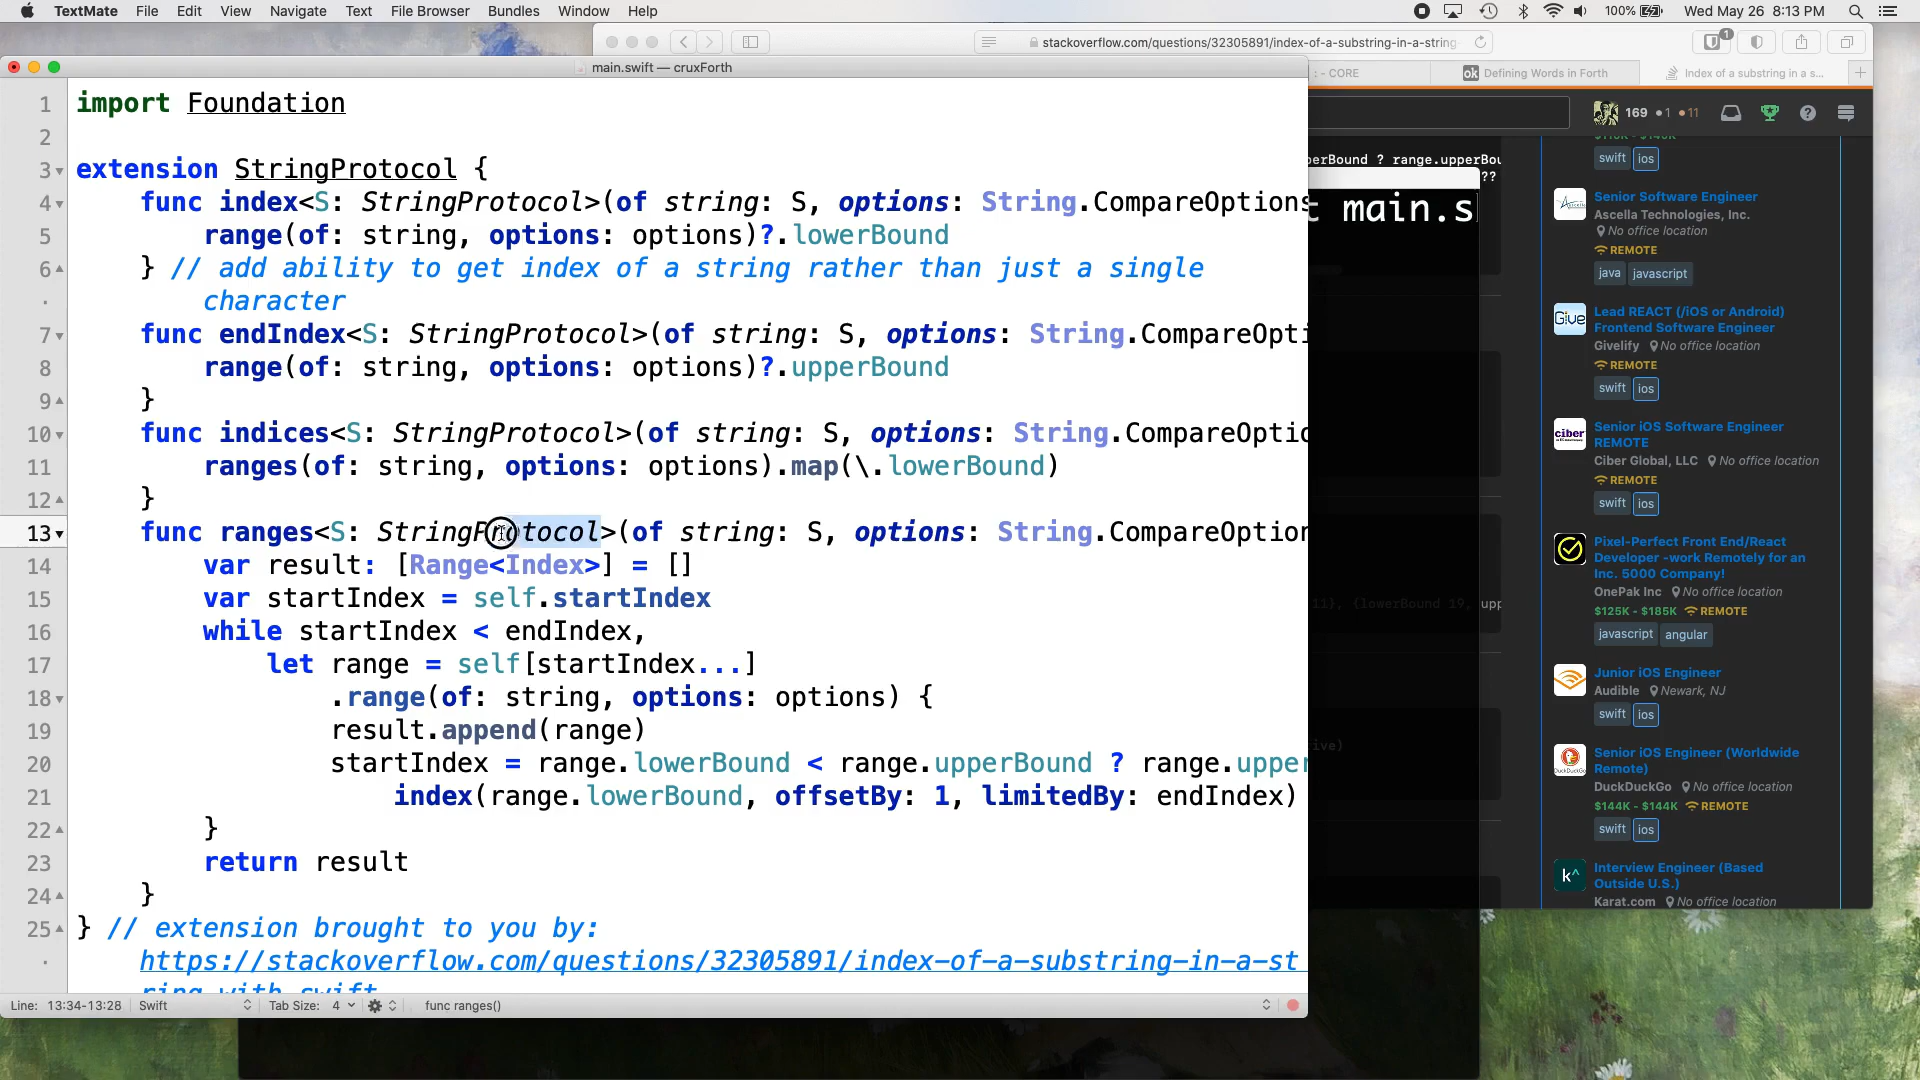 TextMate File Edit View Navigate Text File Browser Bundles Window Help
100% Wed May 26 8:13 PM
stackoverflow.com/questions/32305891/index-of-a-substring-in-a-string-
1
main.swift — cruxForth
: - CORE
ok Defining Words in Forth
Index of a substring in a s...
1 import Foundation
2
3 extension StringProtocol {
4 func index<S: StringProtocol>(of string: S, options: String.CompareOptions
5 range(of: string, options: options)?.lowerBound
6 } // add ability to get index of a string rather than just a single
character
7 func endIndex<S: StringProtocol>(of string: S, options: String.CompareOpti
8 range(of: string, options: options)?.upperBound
9 }
10 func indices<S: StringProtocol>(of string: S, options: String.CompareOptio
11 ranges(of: string, options: options).map(\.lowerBound)
12 }
13 func ranges<S: StringProtocol>(of string: S, options: String.CompareOption
14 var result: [Range<Index>] = []
15 var startIndex = self.startIndex
16 while startIndex < endIndex,
17 let range = self[startIndex...]
18 .range(of: string, options: options) {
19 result.append(range)
20 startIndex = range.lowerBound < range.upperBound ? range.upper
21 index(range.lowerBound, offsetBy: 1, limitedBy: endIndex)
22 }
23 return result
24 }
25 } // extension brought to you by:
https://stackoverflow.com/questions/32305891/index-of-a-substring-in-a-st
ring-with-swift
Line: 13:34-13:28 Swift Tab Size: 4 func ranges()
169 1 11
erBound ? range.upperBou
??
t main.s
11}, {lowerBound 19, upp
ive)
swift ios
Senior Software Engineer
Ascella Technologies, Inc.
No office location
REMOTE
java javascript
Give
Lead REACT (/iOS or Android)
Frontend Software Engineer
Givelify No office location
REMOTE
swift ios
ciber
Senior iOS Software Engineer
REMOTE
Ciber Global, LLC No office location
REMOTE
swift ios
Pixel-Perfect Front End/React
Developer -work Remotely for an
Inc. 5000 Company!
OnePak Inc No office location
$125K - $185K REMOTE
javascript angular
Junior iOS Engineer
Audible Newark, NJ
swift ios
DuckDuckGo
Senior iOS Engineer (Worldwide
Remote)
DuckDuckGo No office location
$144K - $144K REMOTE
swift ios
k^
Interview Engineer (Based
Outside U.S.)
Karat.com No office location